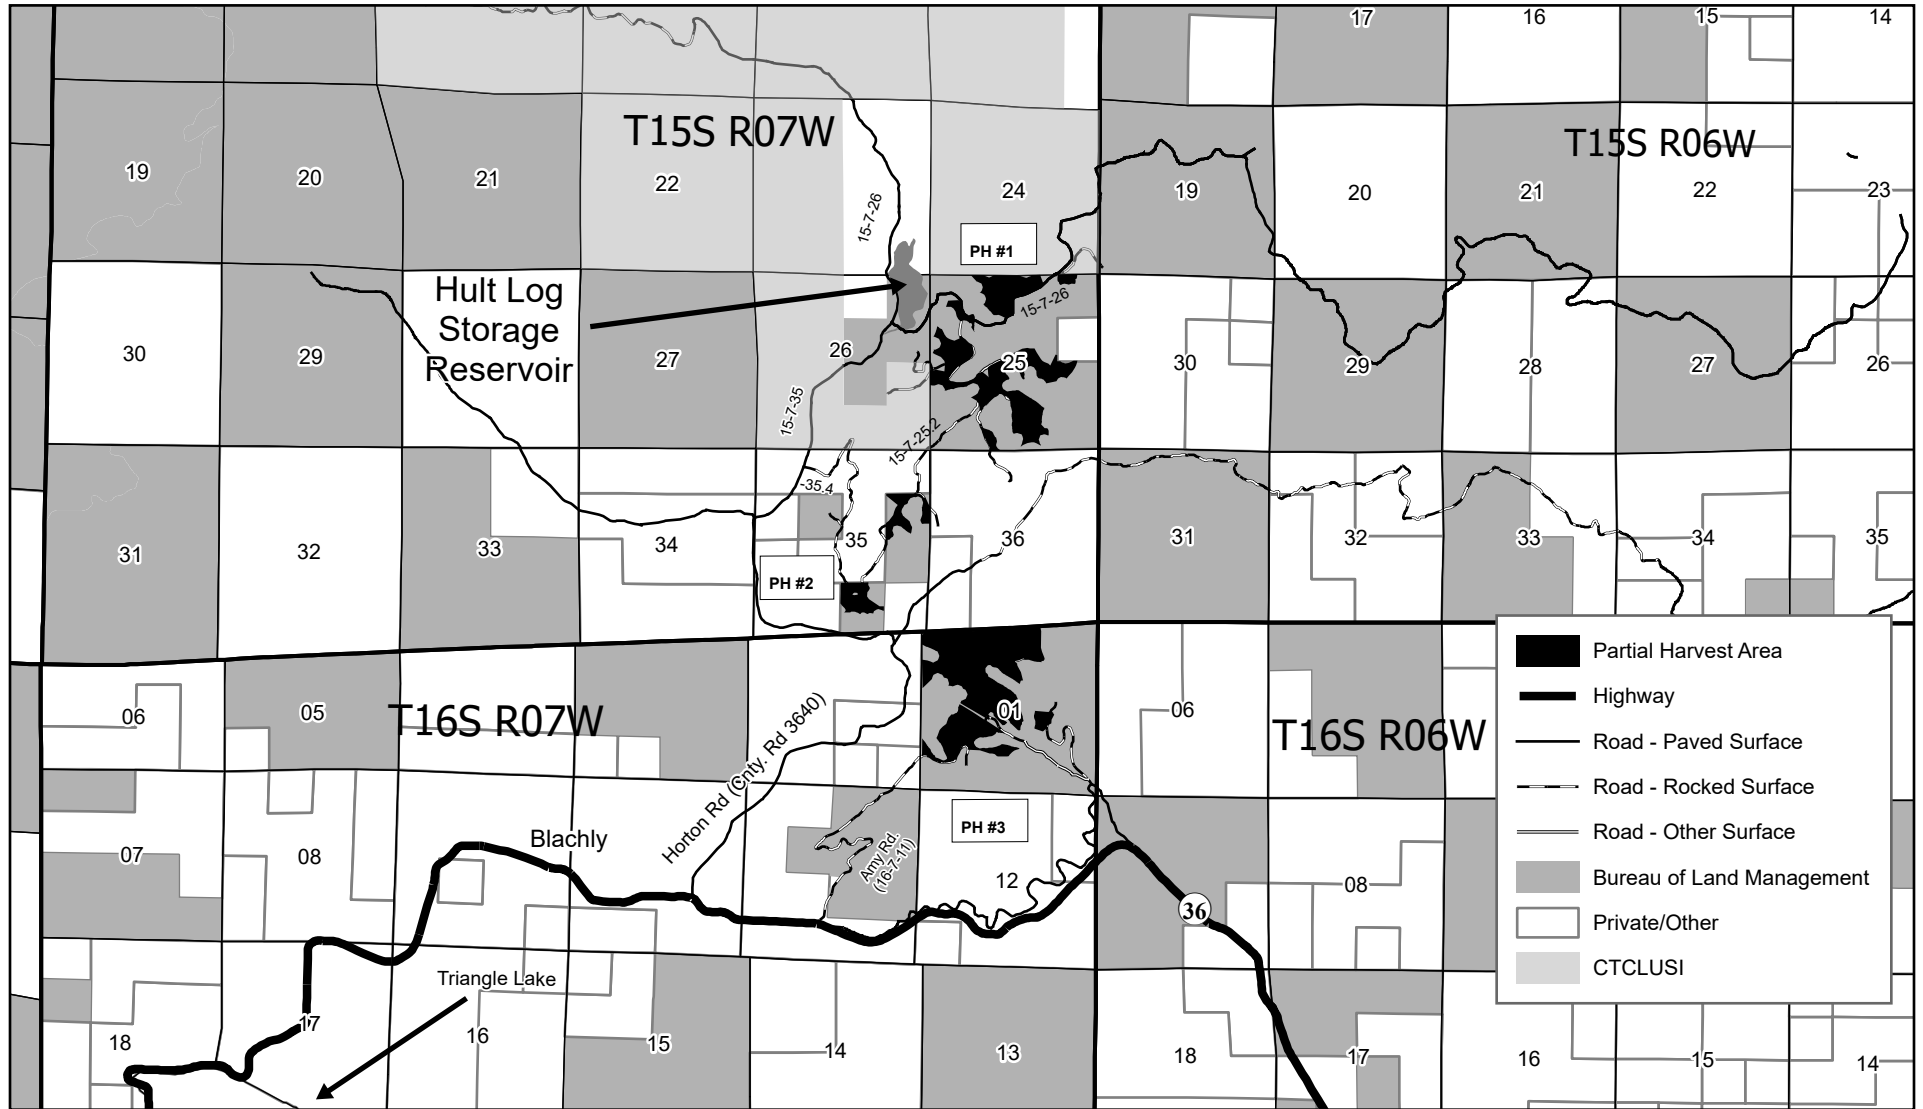 17
16
15
14
T15S R07W
T15S R06W
19
20
21
22
24
19
20
21
22
23
15-7-26
PH #1
Hult Log
Storage
Reservoir
15-7-26
30
29
27
26
25
30
29
28
27
26
15-7-35
15-7-25.2
-35.4
31
32
33
34
35
36
31
32
33
34
35
PH #2
06
05
T16S R07W
01
06
T16S R06W
Horton Rd (Cnty. Rd 3640)
PH #3
Blachly
07
08
Amy Rd.
(16-7-11)
12
08
36
Triangle Lake
18
17
16
15
14
13
18
17
16
15
14
Partial Harvest Area
Highway
Road - Paved Surface
Road - Rocked Surface
Road - Other Surface
Bureau of Land Management
Private/Other
CTCLUSI